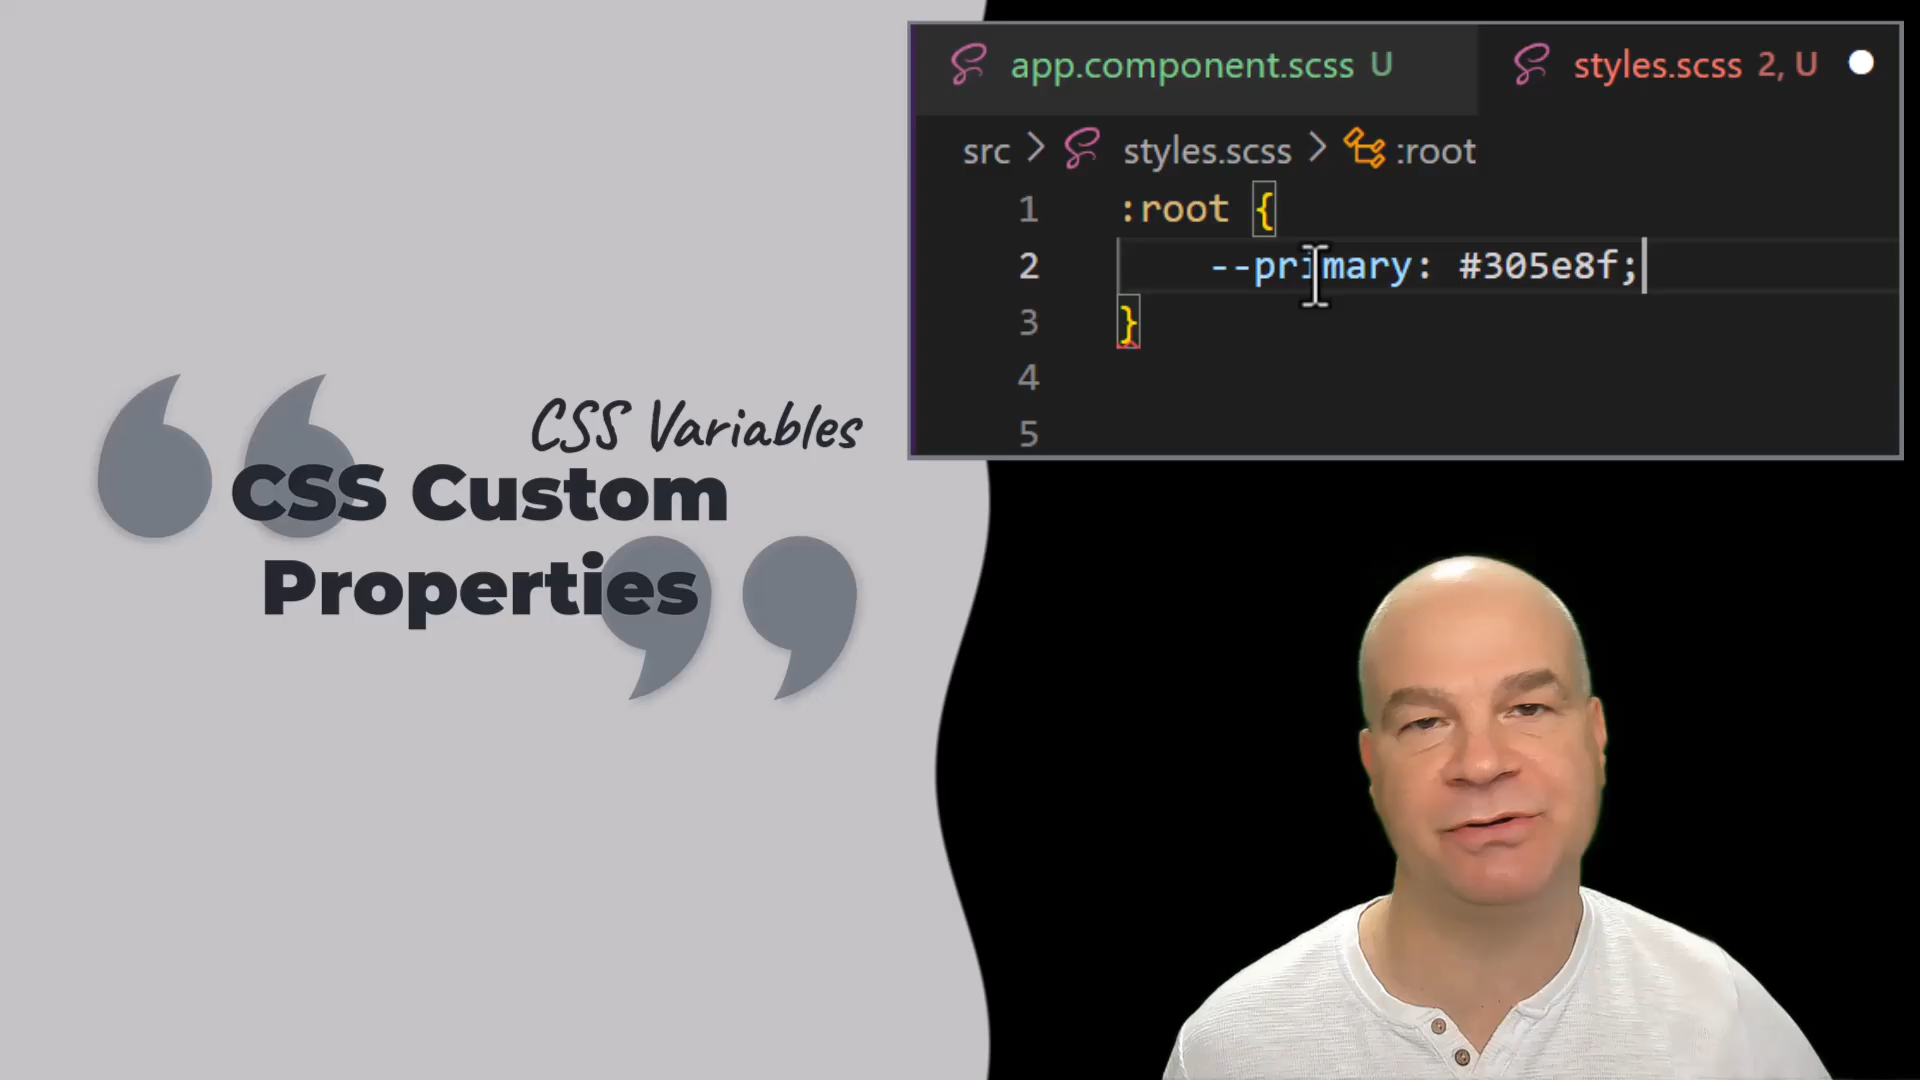 CSS Variables
CSS Custom
Properties
app.component.scss U
styles.scss 2, U
src > styles.scss > :root
1 :root {
2 --primary: #305e8f;
3 }
4
5